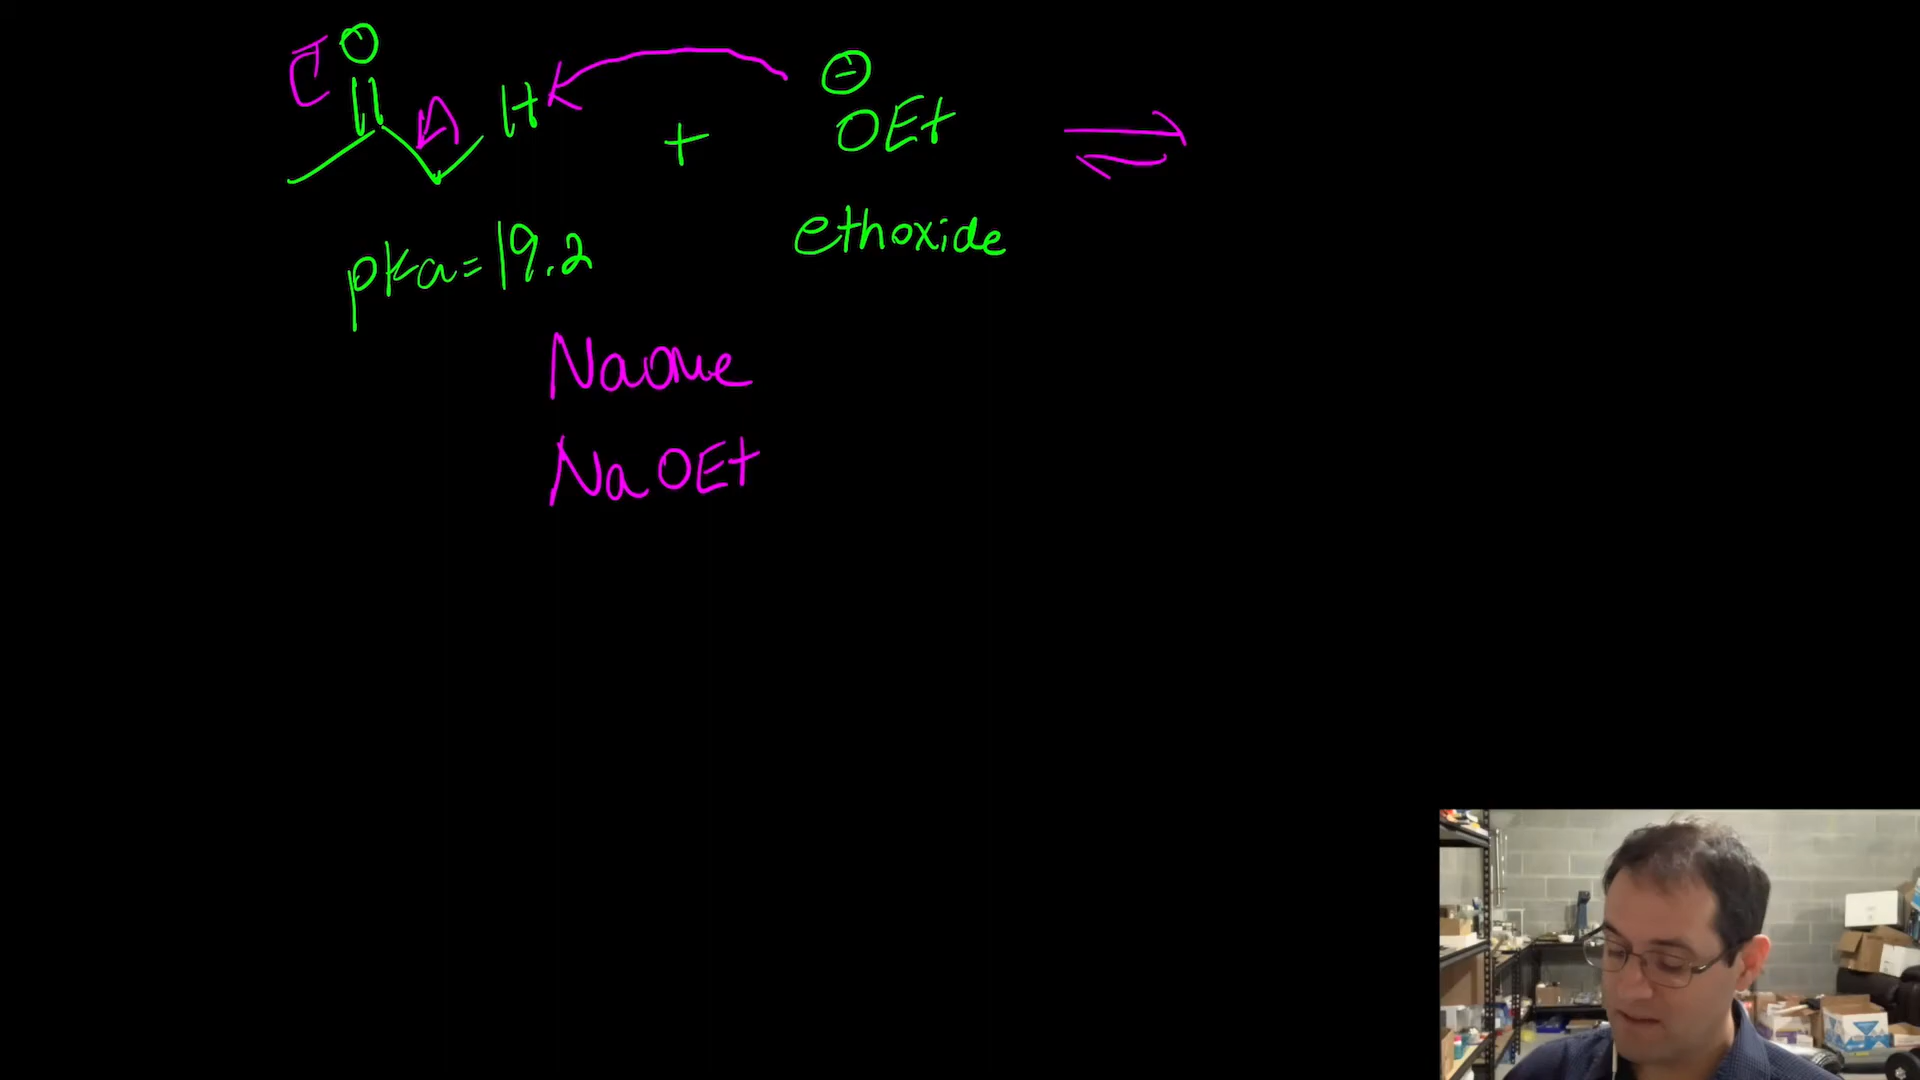 O
H + ⊖ OEt ⇌
pka=19.2 ethoxide
NaOMe
NaOEt